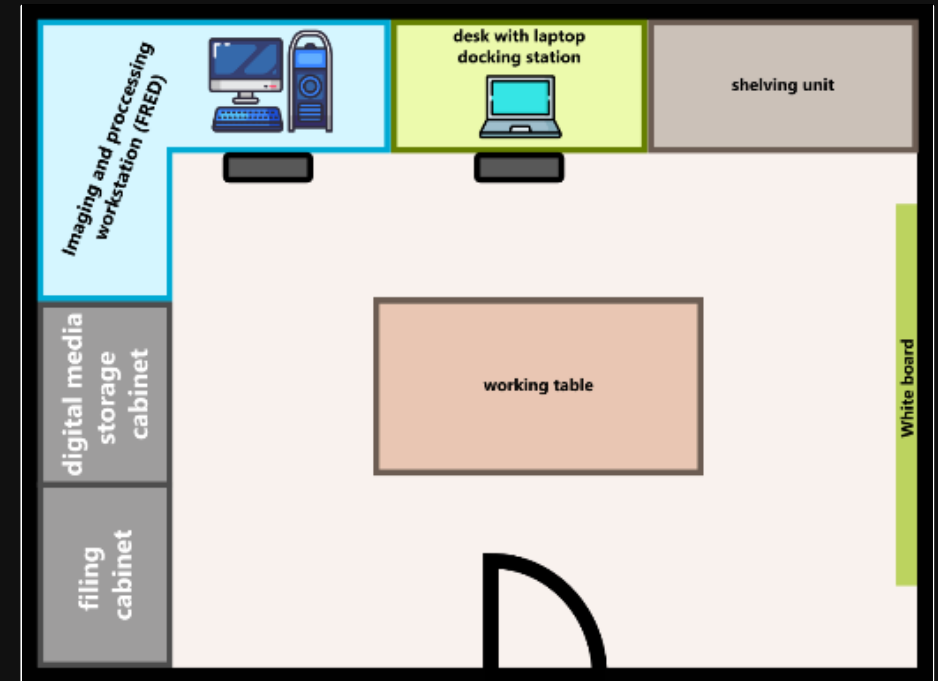 Imaging and proccessing
workstation (FRED)
desk with laptop
docking station
shelving unit
digital media
storage
cabinet
working table
White board
filing
cabinet